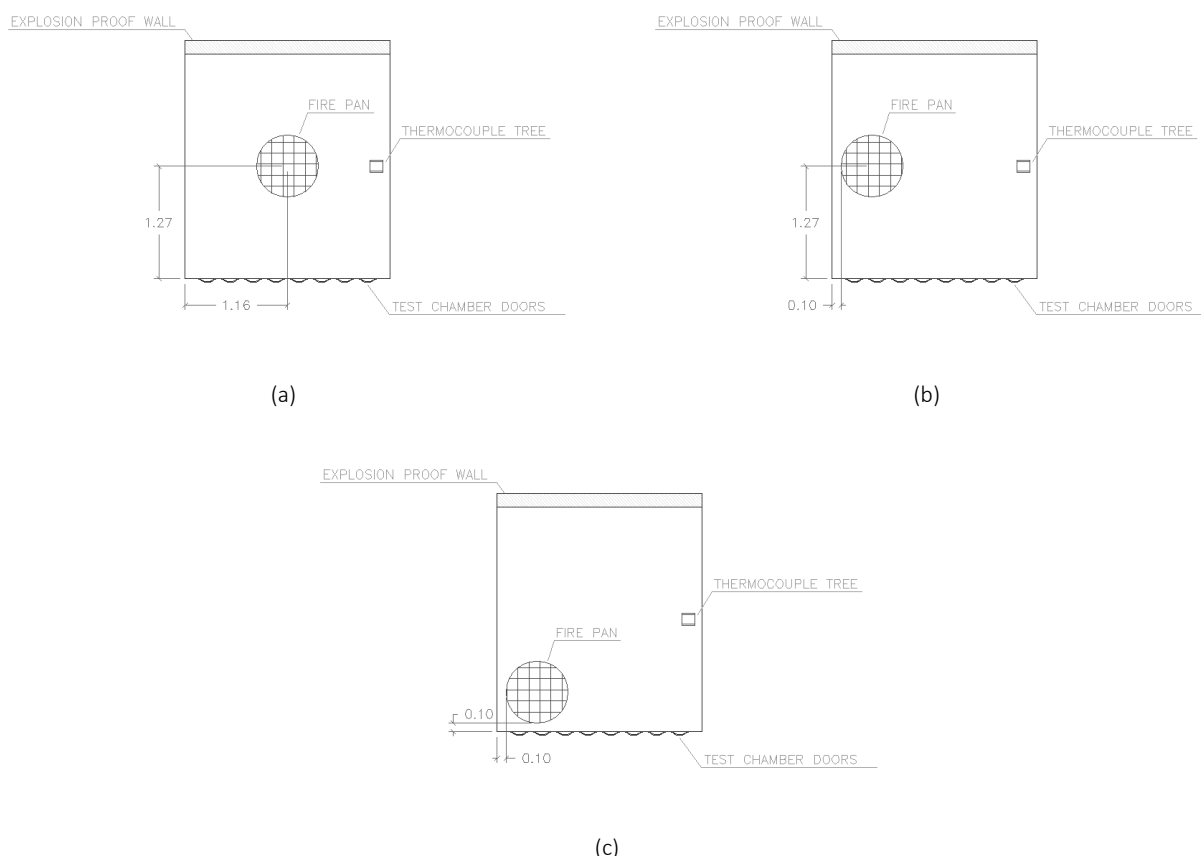 EXPLOSION PROOF WALL
FIRE PAN
THERMOCOUPLE TREE
1.27
1.16
TEST CHAMBER DOORS
(a)
EXPLOSION PROOF WALL
FIRE PAN
THERMOCOUPLE TREE
1.27
0.10
TEST CHAMBER DOORS
(b)
EXPLOSION PROOF WALL
THERMOCOUPLE TREE
FIRE PAN
0.10
0.10
TEST CHAMBER DOORS
(c)